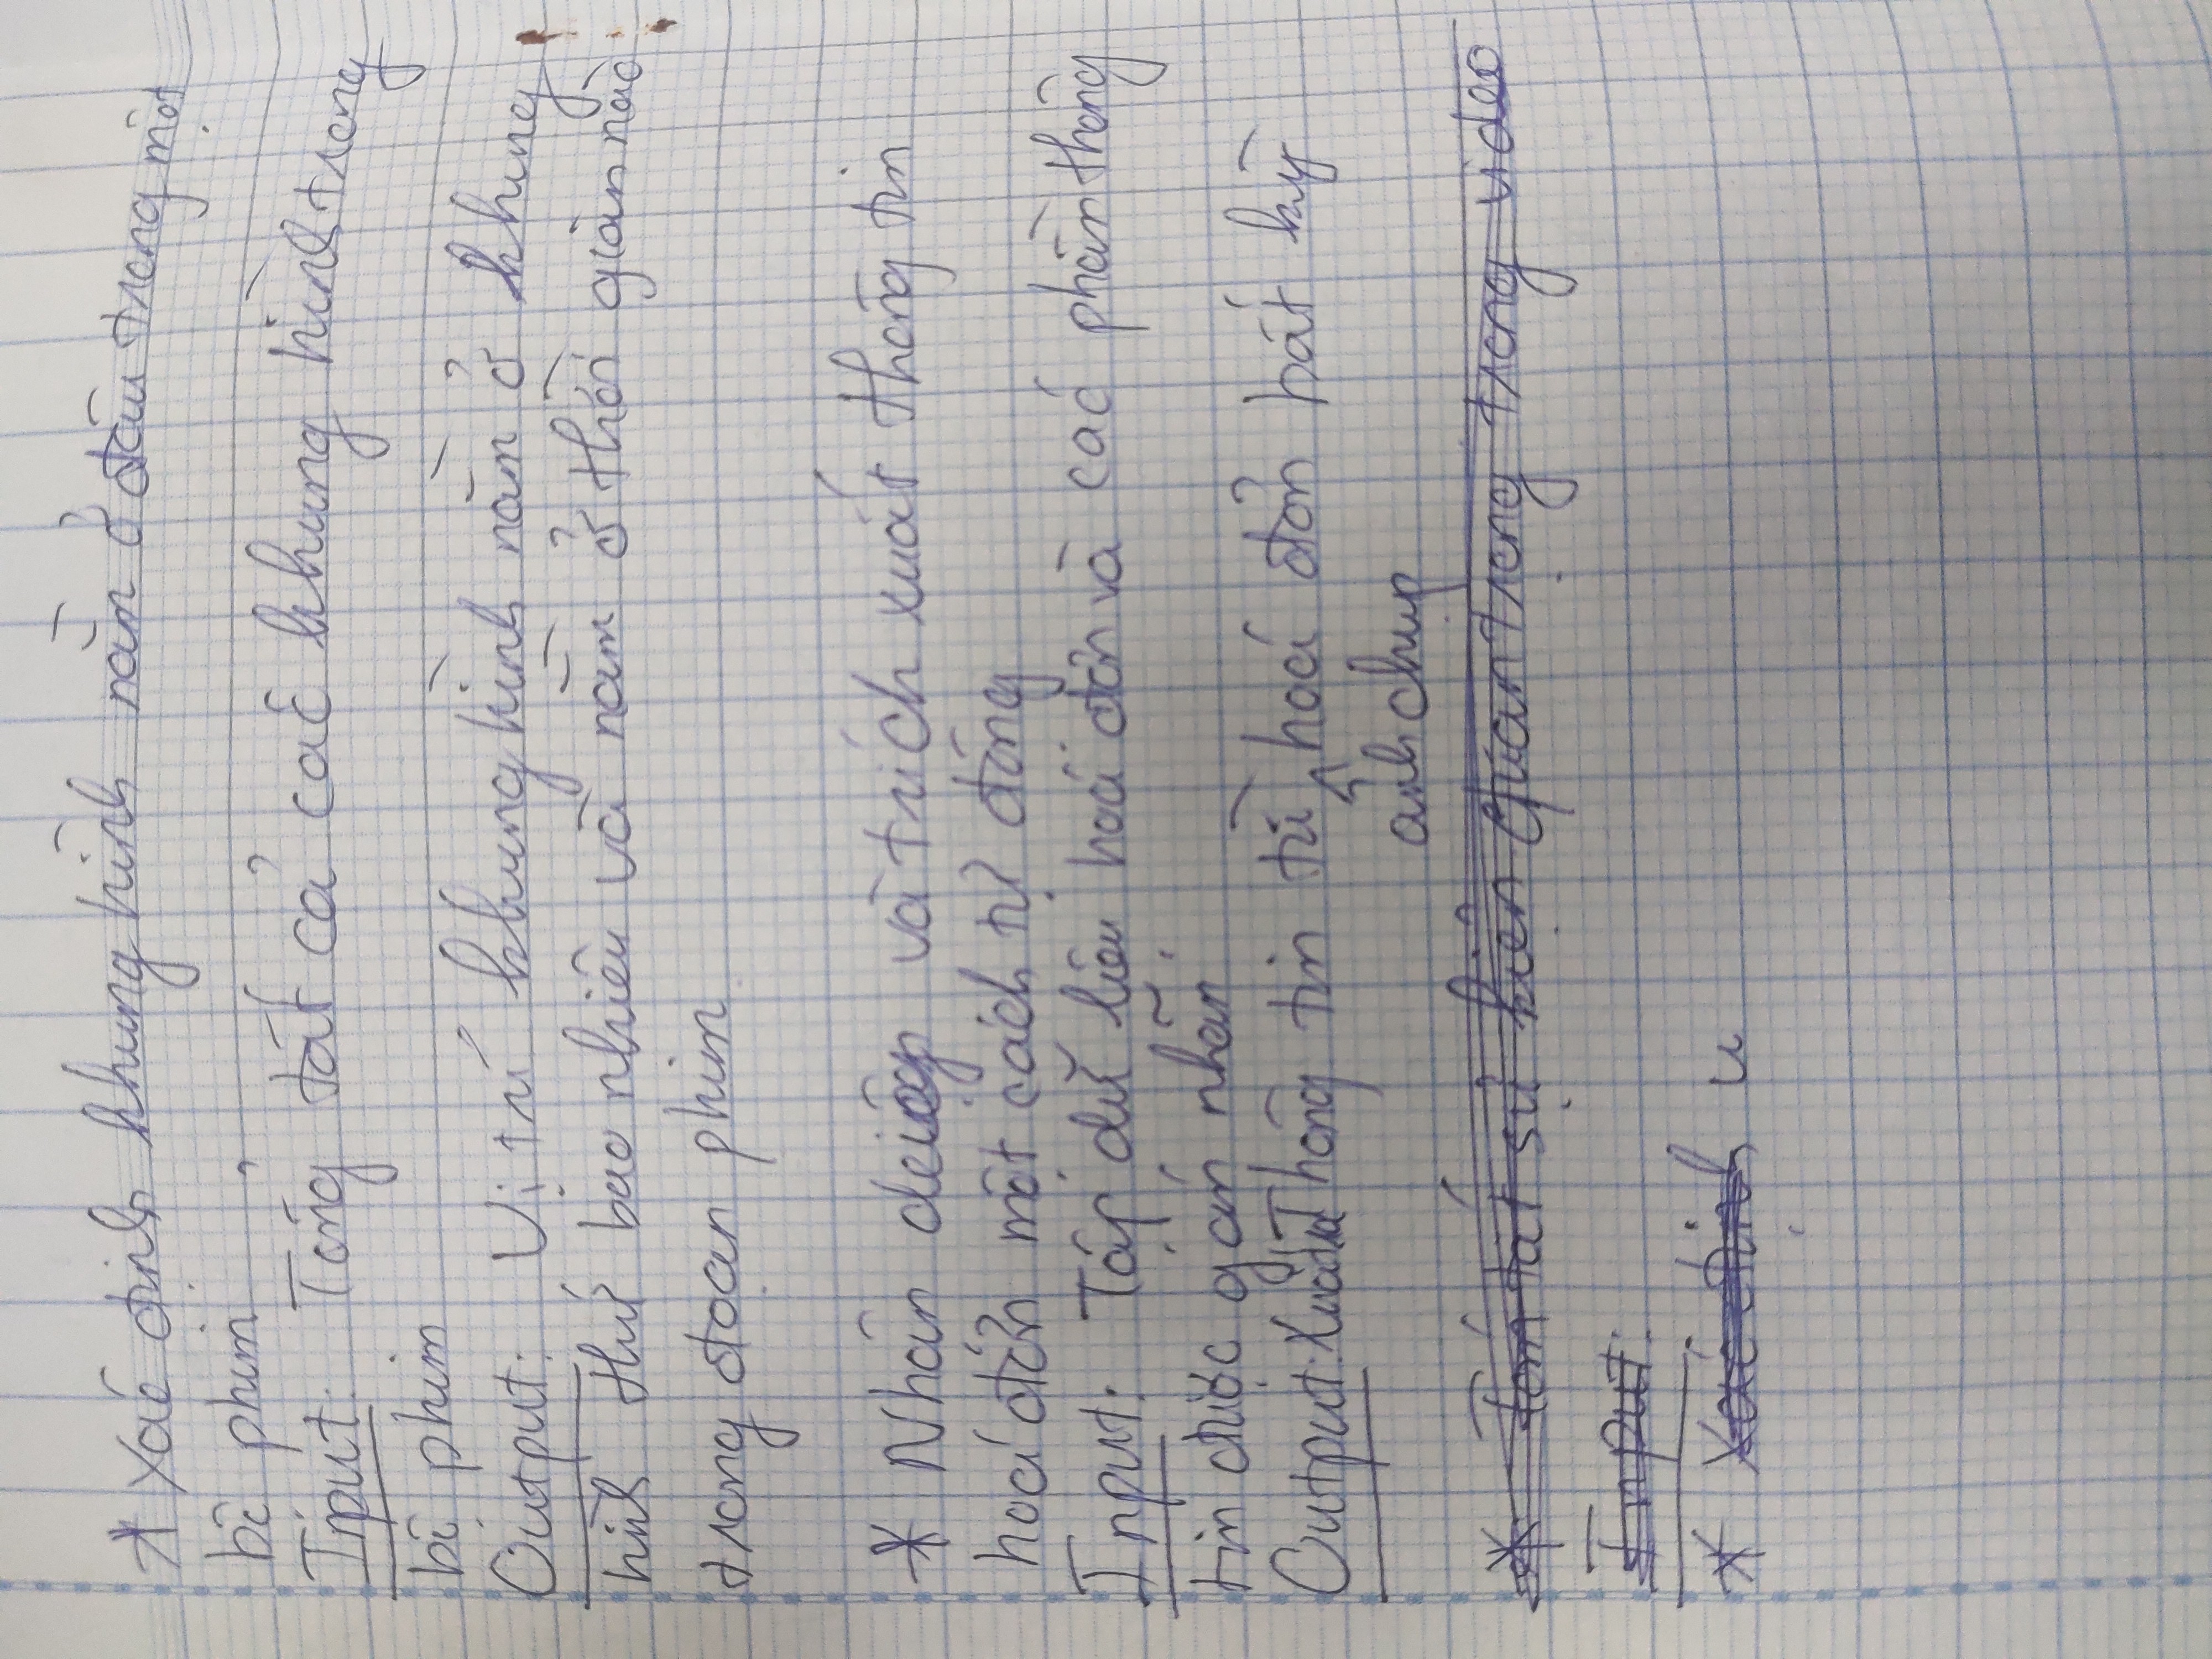 * Xác định khung hình nằm ở đâu trong một
bộ phim
Input: Tổng tất cả các khung hình trong
bộ phim
Output: Vị trí khung hình nằm ở khung
hình thứ bao nhiêu và nằm ở thời gian nào
trong đoạn phim
* Nhận diện và trích xuất thông tin
hoá đơn một cách tự động
Input: Tập dữ liệu hoá đơn và các phần thông
tin được gán nhãn
Output: Xuất ra Thông tin từ hoá đơn bất kỳ
ảnh chụp
* Tóm tắt sự kiện quan trọng trong video
Input:
* Xác định u